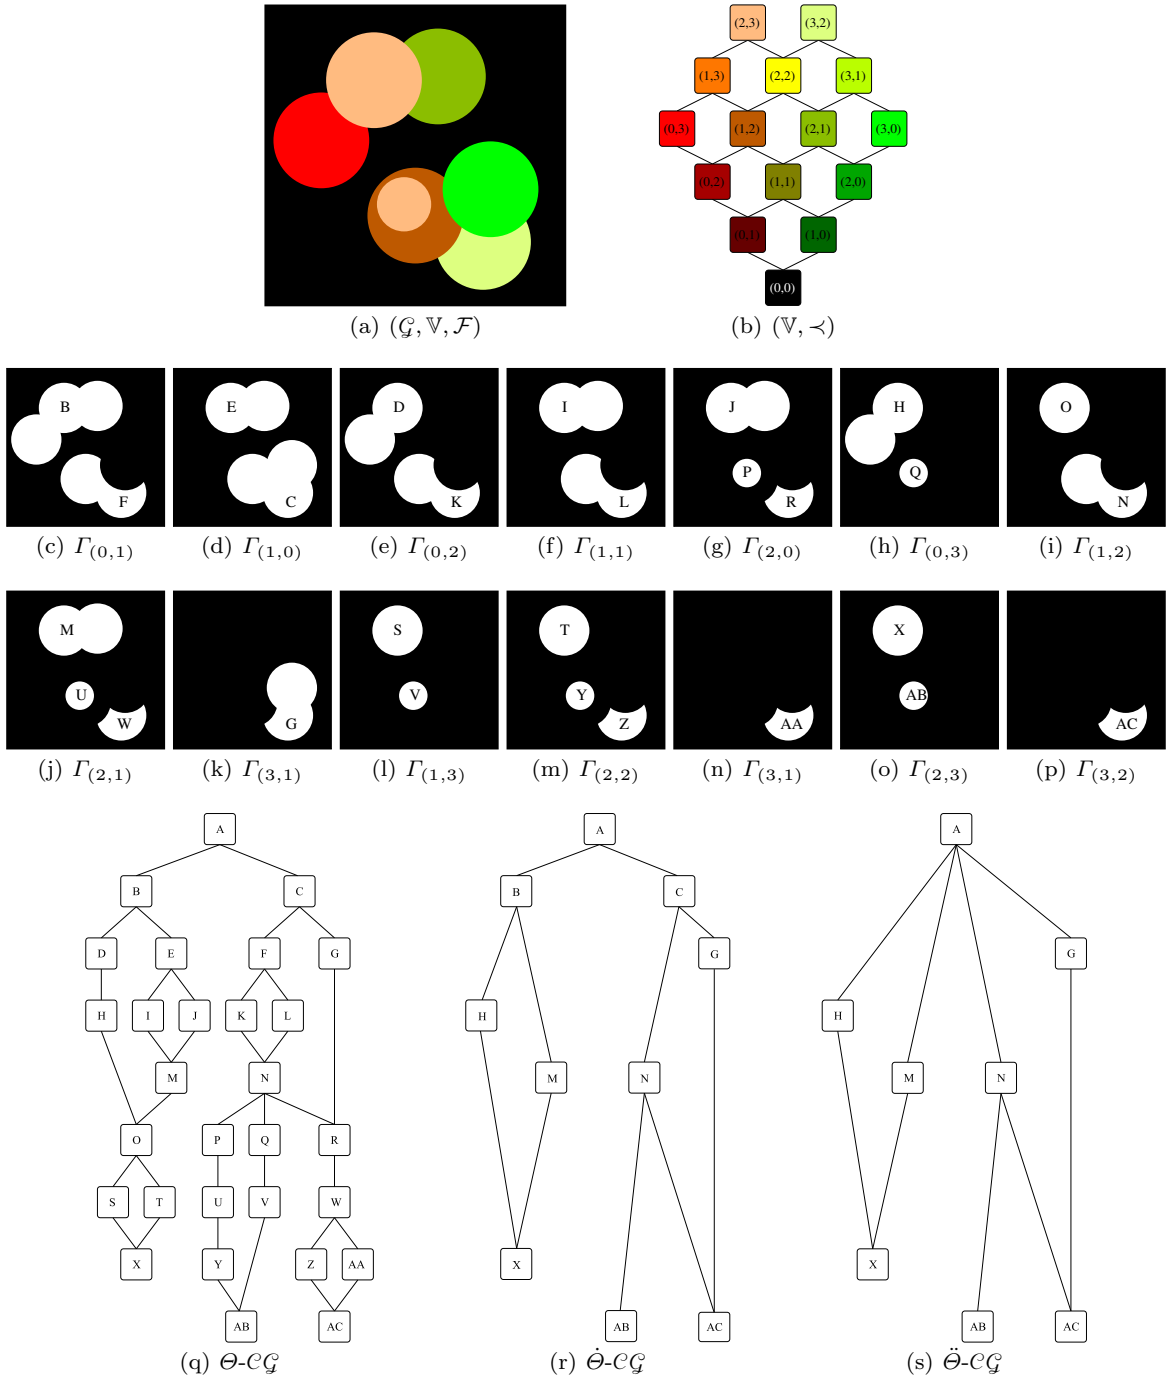 (2,3) (3,2)
(1,3) (2,2) (3,1)
(0,3) (1,2) (2,1) (3,0)
(0,2) (1,1) (2,0)
(0,1) (1,0)
(0,0)
(a) (𝒢, 𝕍, ℱ)
(b) (𝕍, ≺)
B F
E C
D K
I L
J P R
H Q
O N
(c) Γ(0,1)
(d) Γ(1,0)
(e) Γ(0,2)
(f) Γ(1,1)
(g) Γ(2,0)
(h) Γ(0,3)
(i) Γ(1,2)
M U W
G
S V
T Y Z
AA
X AB
AC
(j) Γ(2,1)
(k) Γ(3,1)
(l) Γ(1,3)
(m) Γ(2,2)
(n) Γ(3,1)
(o) Γ(2,3)
(p) Γ(3,2)
A
B C
D E F G
H I J K L
M N
O P Q R
S T U V W
X Y Z AA
AB AC
(q) Θ-𝒞𝒢
A
B C
G
H
M N
X
AB AC
(r) Θ̇-𝒞𝒢
A
G
H
M N
X
AB AC
(s) Θ̈-𝒞𝒢